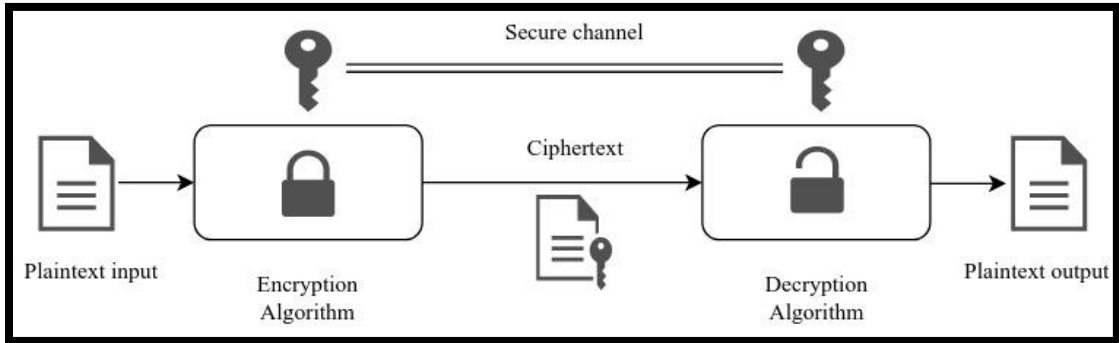 Secure channel
Ciphertext
Plaintext input
Encryption
Algorithm
Decryption
Algorithm
Plaintext output